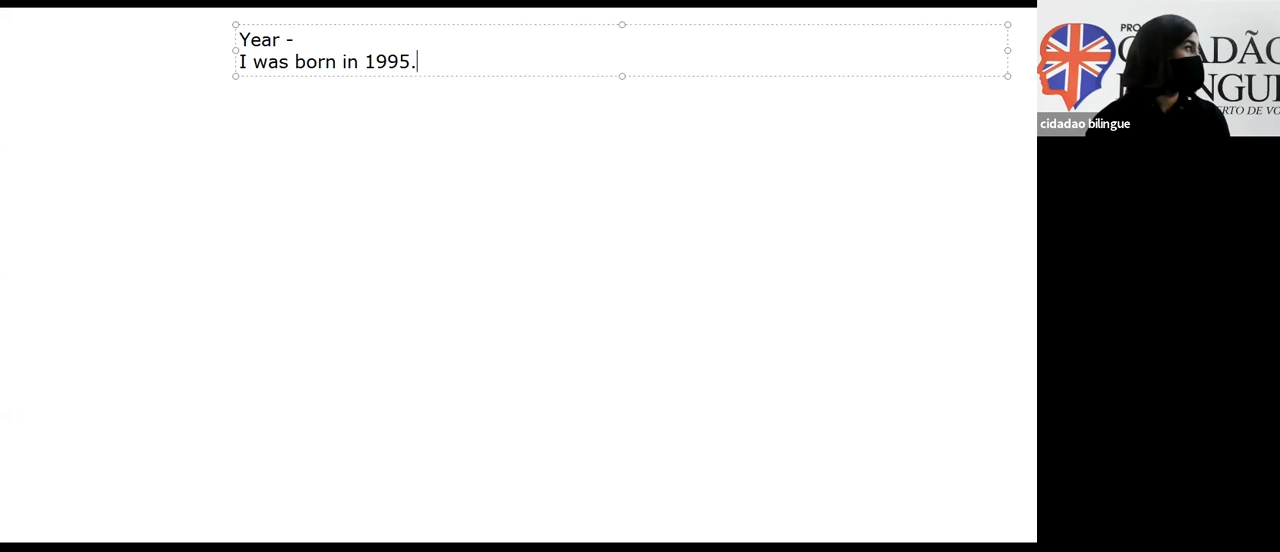 Year -
I was born in 1995.
cidadao bilingue